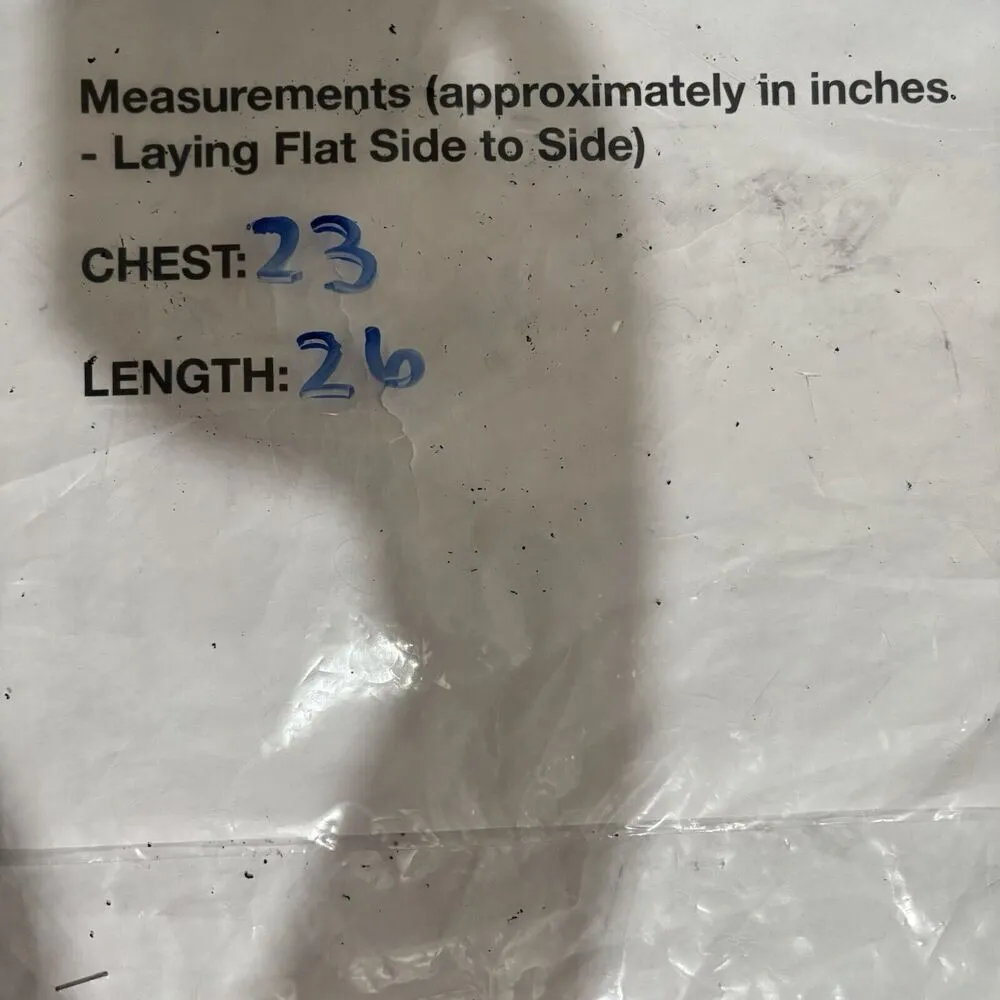 Measurements (approximately in inches.
- Laying Flat Side to Side)
CHEST: 23
LENGTH: 26